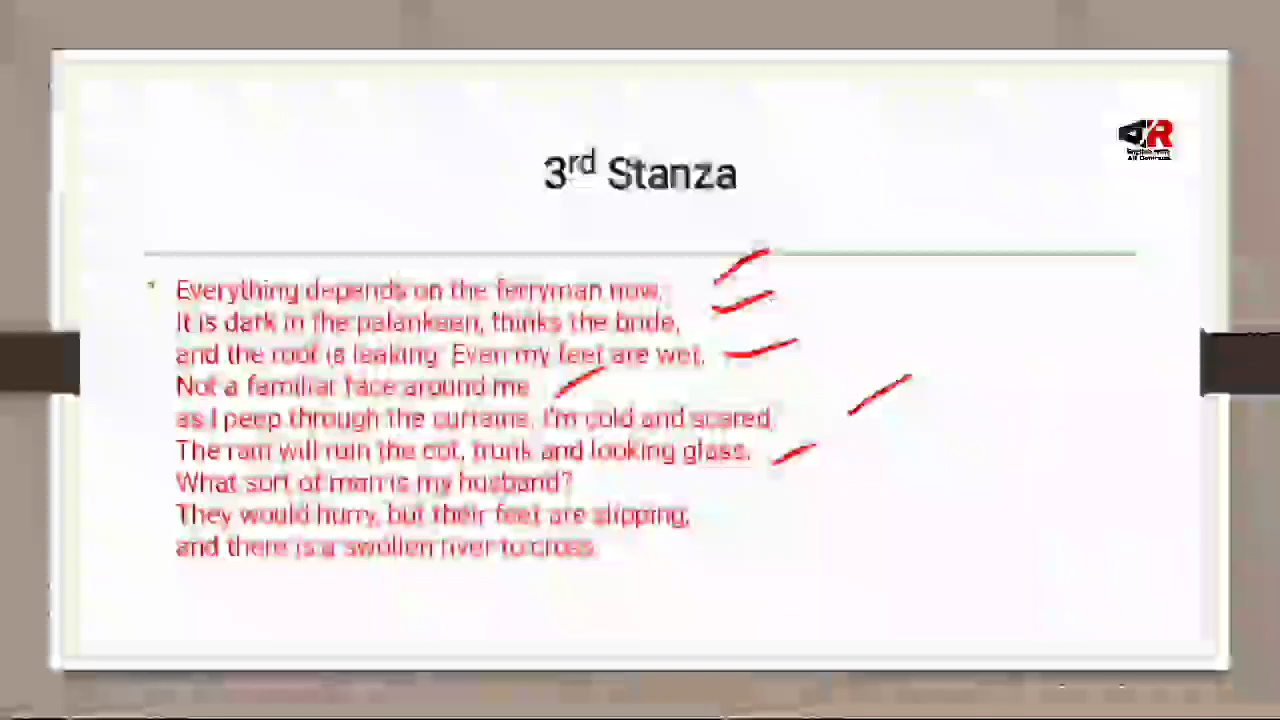 3rd Stanza
Everything depends on the ferryman now.
It is dark in the palankeen, thinks the bride,
and the roof is leaking. Even my feet are wet.
Not a familiar face around me
as I peep through the curtains. I'm cold and scared.
The rain will ruin the cot, trunk and looking glass.
What sort of man is my husband?
They would hurry, but their feet are slipping,
and there is a swollen river to cross.